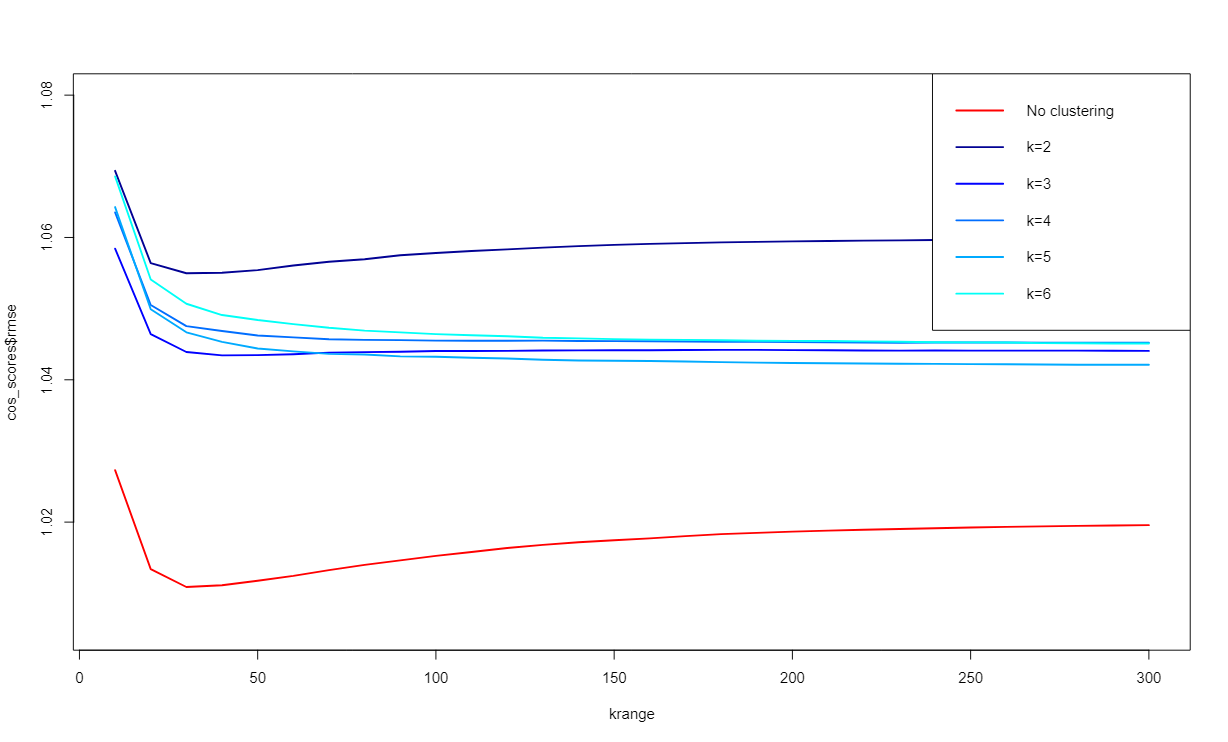 1.08
1.06
1.04
1.02
cos_scores$rmse
No clustering
k=2
k=3
k=4
k=5
k=6
0 50 100 150 200 250 300
krange